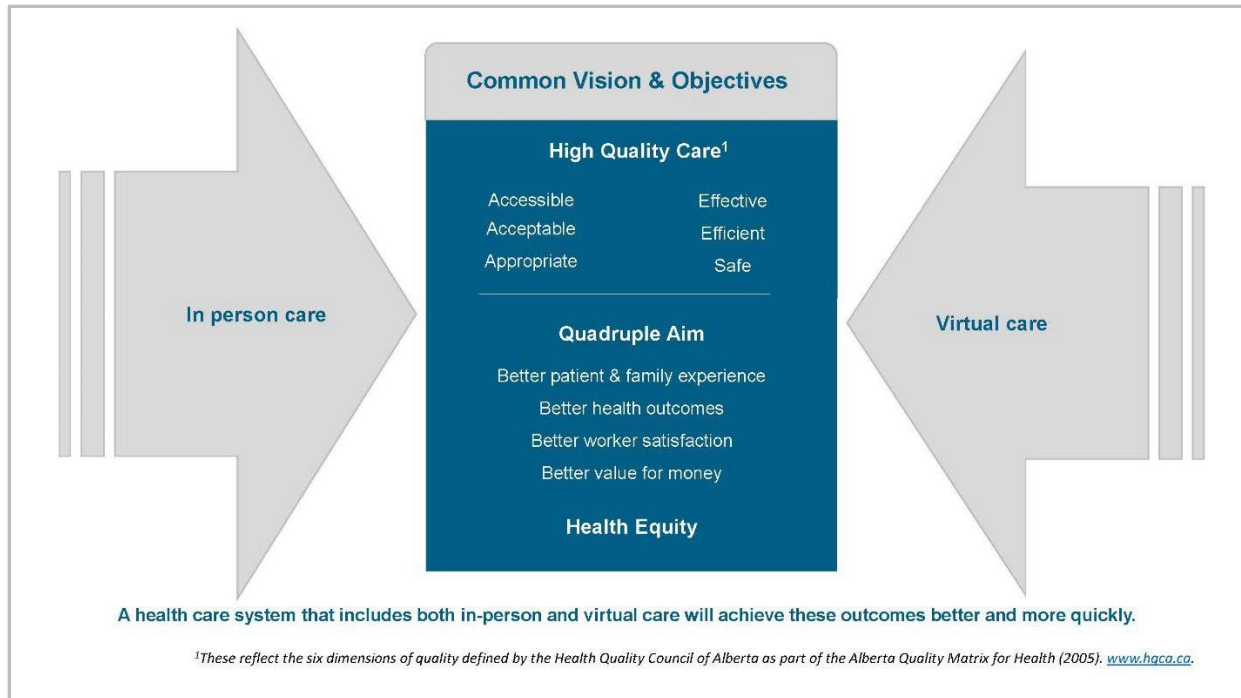 Common Vision & Objectives
High Quality Care¹
Accessible
Acceptable
Appropriate
Effective
Efficient
Safe
In person care
Virtual care
Quadruple Aim
Better patient & family experience
Better health outcomes
Better worker satisfaction
Better value for money
Health Equity
A health care system that includes both in-person and virtual care will achieve these outcomes better and more quickly.
¹These reflect the six dimensions of quality defined by the Health Quality Council of Alberta as part of the Alberta Quality Matrix for Health (2005). www.hqca.ca.